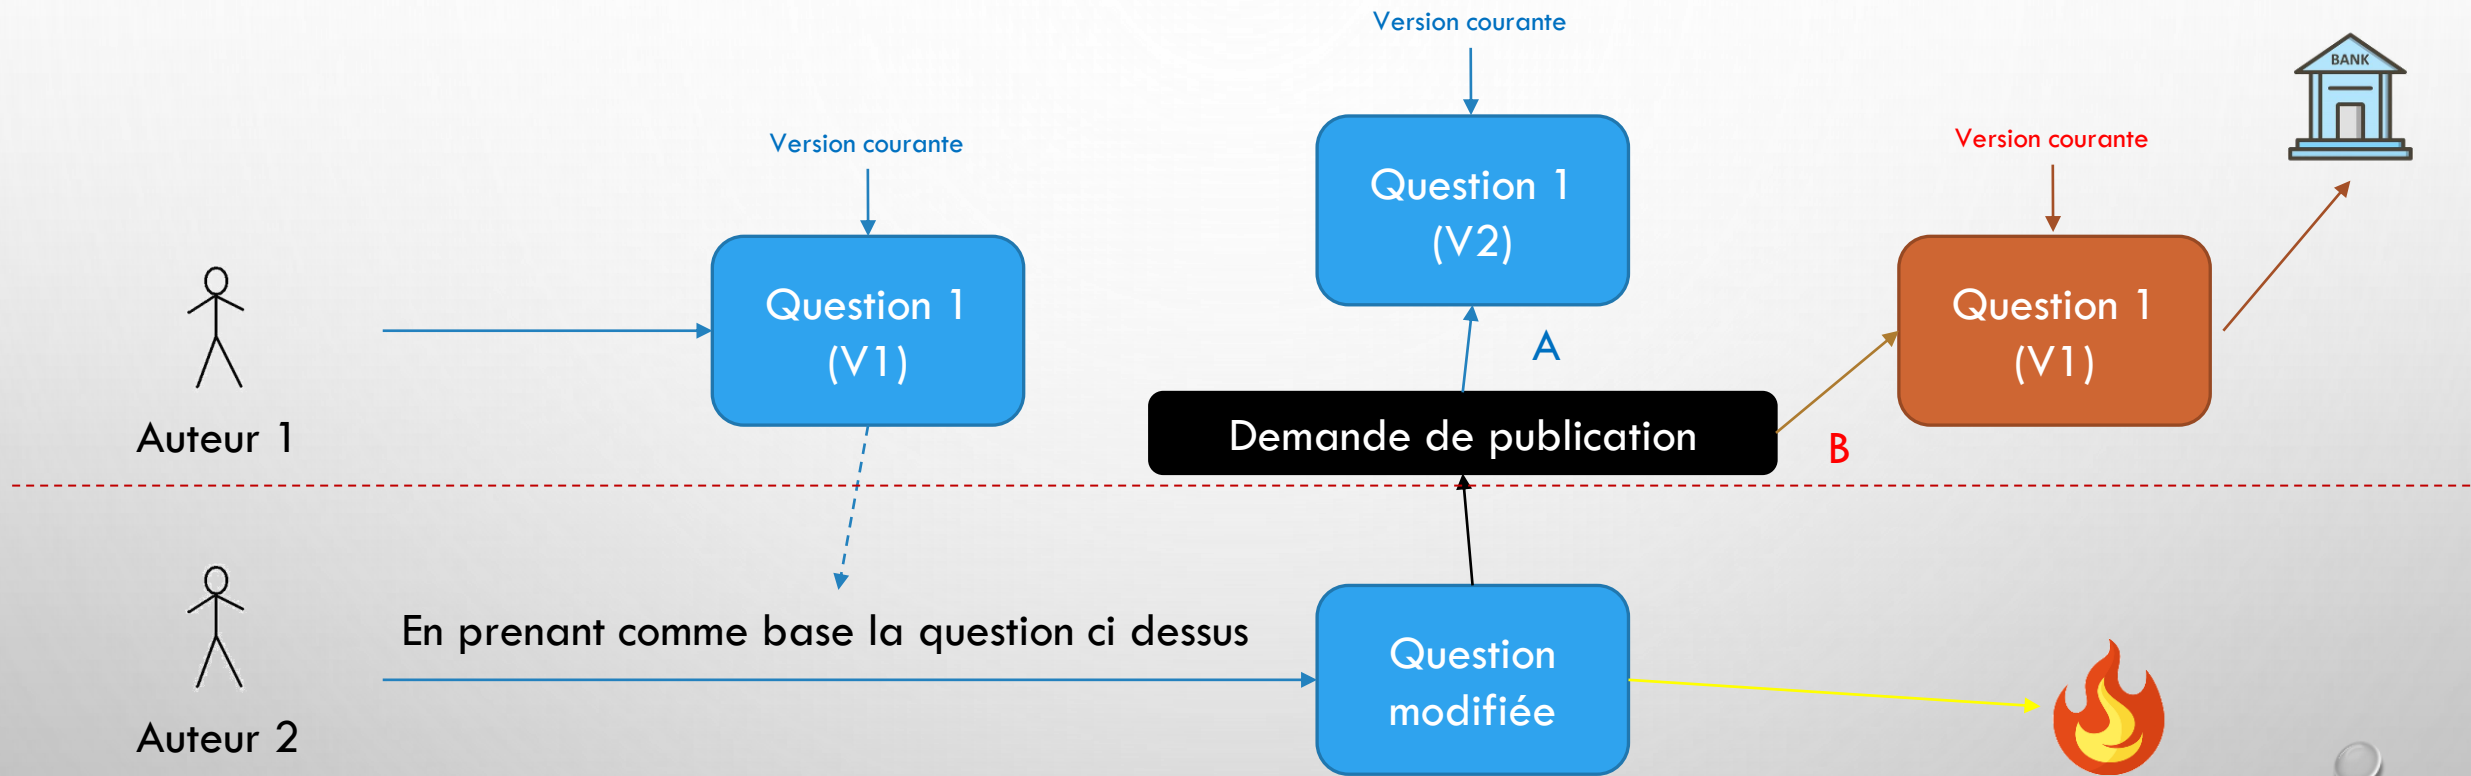 Version courante
BANK
Version courante
Version courante
Question 1
(V2)
Question 1
(V1)
Question 1
(V1)
A
Auteur 1
Demande de publication
B
En prenant comme base la question ci dessus
Question
modifiée
Auteur 2